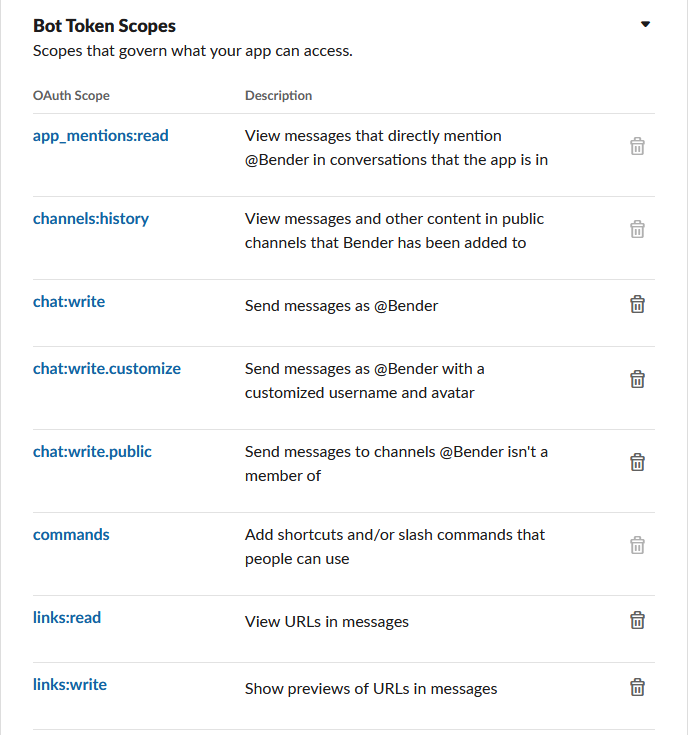 Bot Token Scopes
Scopes that govern what your app can access.
OAuth Scope Description
app_mentions:read View messages that directly mention
@Bender in conversations that the app is in
channels:history View messages and other content in public
channels that Bender has been added to
chat:write Send messages as @Bender
chat:write.customize Send messages as @Bender with a
customized username and avatar
chat:write.public Send messages to channels @Bender isn't a
member of
commands Add shortcuts and/or slash commands that
people can use
links:read View URLs in messages
links:write Show previews of URLs in messages